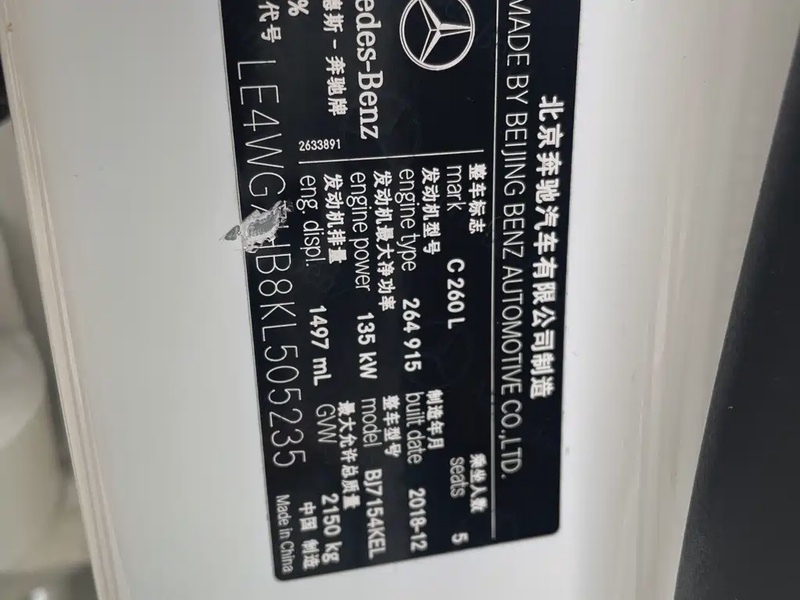 北京奔驰汽车有限公司制造
MADE BY BEIJING BENZ AUTOMOTIVE CO.,LTD.
整车标志
mark C 260 L
乘坐人数
seats 5
发动机型号
engine type 264 915
制造年月
built date 2018-12
发动机最大净功率
engine power 135 kW
整车型号
model BJ7154KEL
发动机排量
eng. displ. 1497 mL
最大允许总质量
GVW 2150 kg
edes-Benz
德斯－奔驰牌
2633891
%
代号
LE4WG
B8KL505235
中国 制造
Made in China